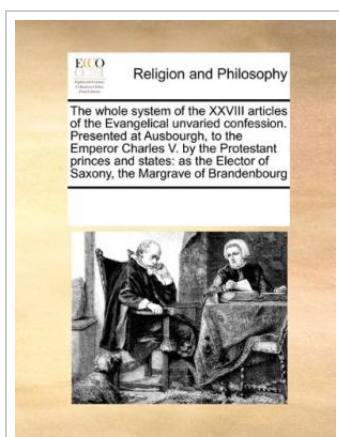 ECCO
Religion and Philosophy
The whole system of the XXVIII articles
of the Evangelical unvaried confession.
Presented at Ausbourgh, to the
Emperor Charles V. by the Protestant
princes and states: as the Elector of
Saxony, the Margrave of Brandenbourg